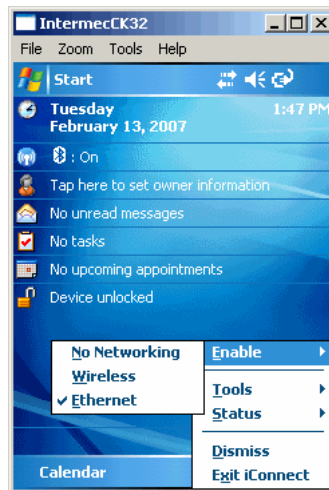 IntermecCK32
File Zoom Tools Help
Start
Tuesday 1:47 PM
February 13, 2007
: On
Tap here to set owner information
No unread messages
No tasks
No upcoming appointments
Device unlocked
No Networking
Wireless
Ethernet
Enable
Tools
Status
Dismiss
Exit iConnect
Calendar